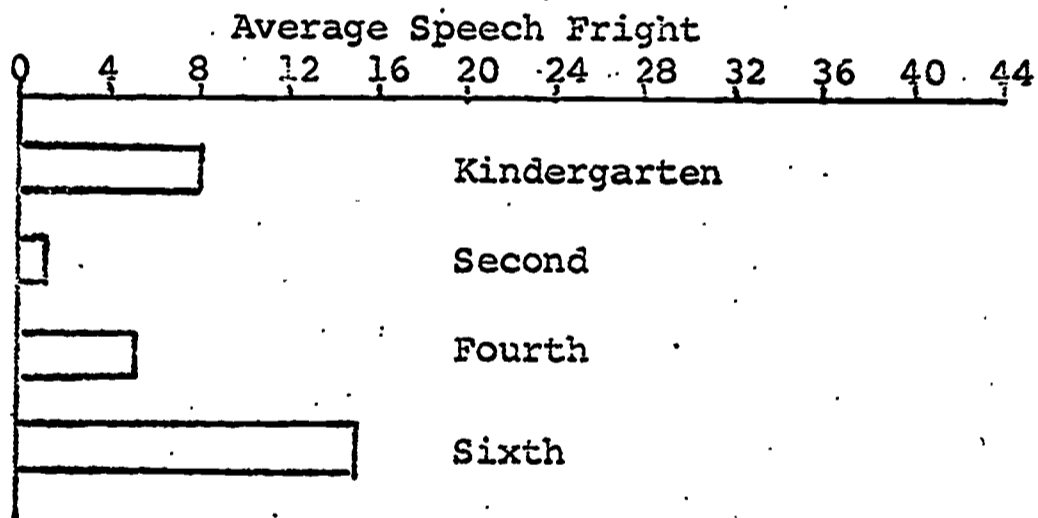 Average Speech Fright
0 4 8 12 16 20 24 28 32 36 40 44
Kindergarten
Second
Fourth
Sixth